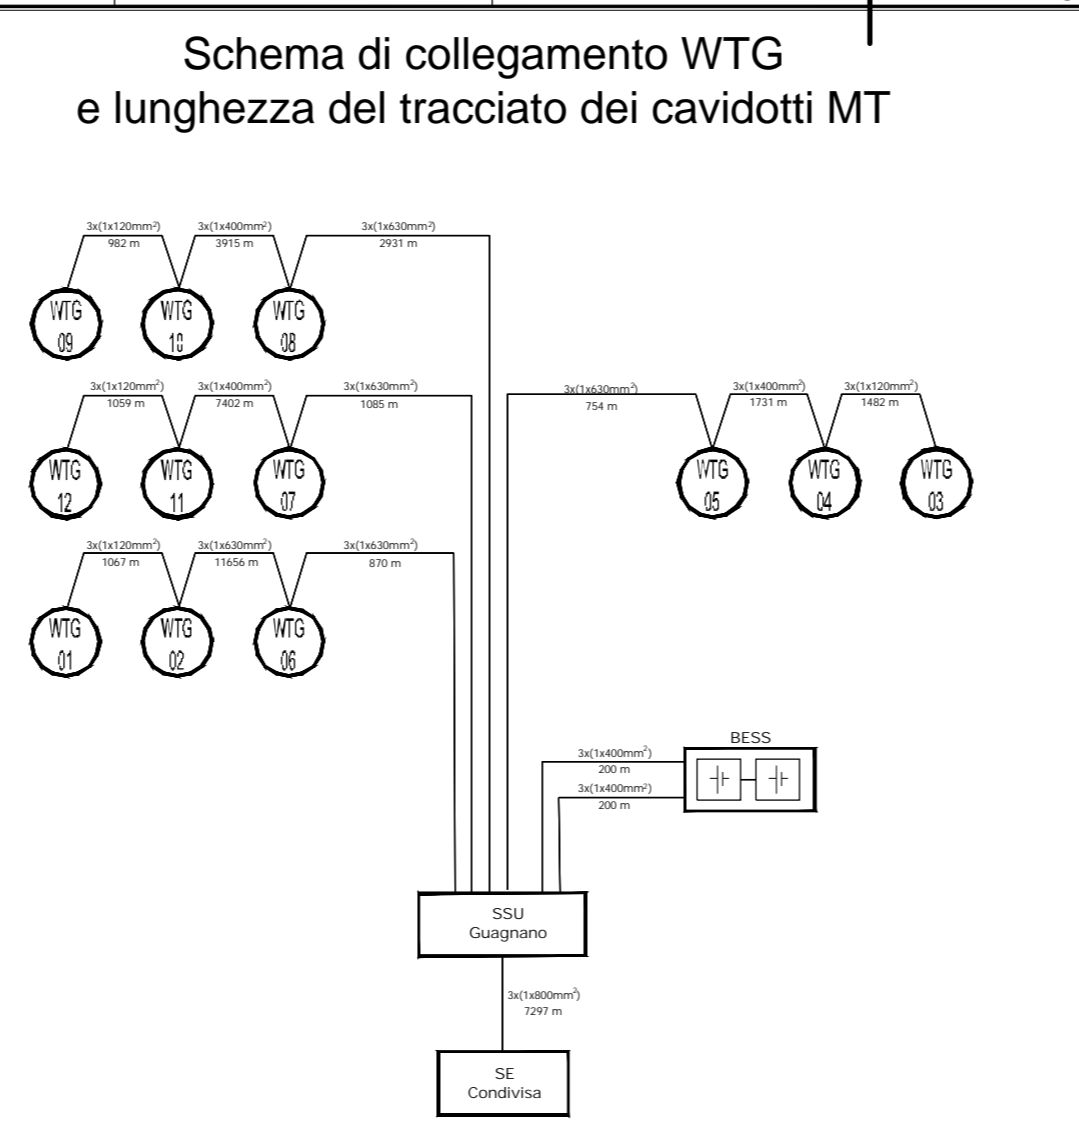 Schema di collegamento WTG
e lunghezza del tracciato dei cavidotti MT
3x(1x120mm²)
982 m
3x(1x400mm²)
3915 m
3x(1x630mm²)
2931 m
WTG
09
WTG
10
WTG
08
3x(1x120mm²)
1059 m
3x(1x400mm²)
7402 m
3x(1x630mm²)
1085 m
WTG
12
WTG
11
WTG
07
3x(1x630mm²)
754 m
3x(1x400mm²)
1731 m
3x(1x120mm²)
1482 m
WTG
05
WTG
04
WTG
03
3x(1x120mm²)
1067 m
3x(1x630mm²)
11656 m
3x(1x630mm²)
870 m
WTG
01
WTG
02
WTG
06
BESS
3x(1x400mm²)
200 m
3x(1x400mm²)
200 m
SSU
Guagnano
3x(1x800mm²)
7297 m
SE
Condivisa